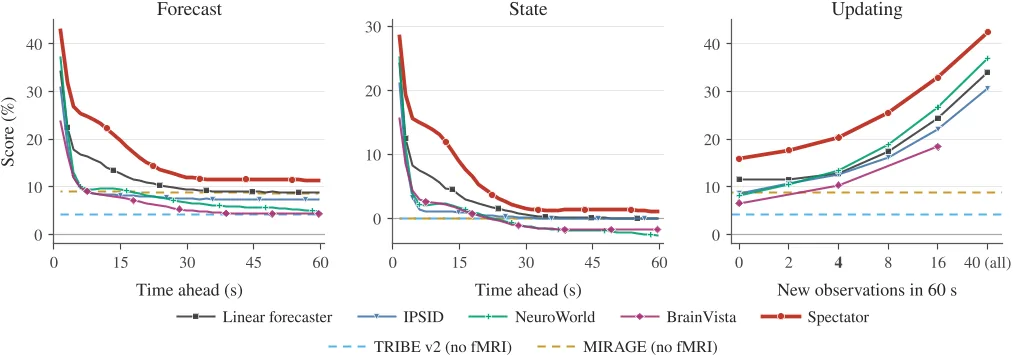 Forecast State Updating
Score (%)
40
30
20
10
0
0 15 30 45 60
Time ahead (s)
30
20
10
0
0 15 30 45 60
Time ahead (s)
40
30
20
10
0
0 2 4 8 16 40 (all)
New observations in 60 s
Linear forecaster IPSID NeuroWorld BrainVista Spectator
TRIBE v2 (no fMRI) MIRAGE (no fMRI)